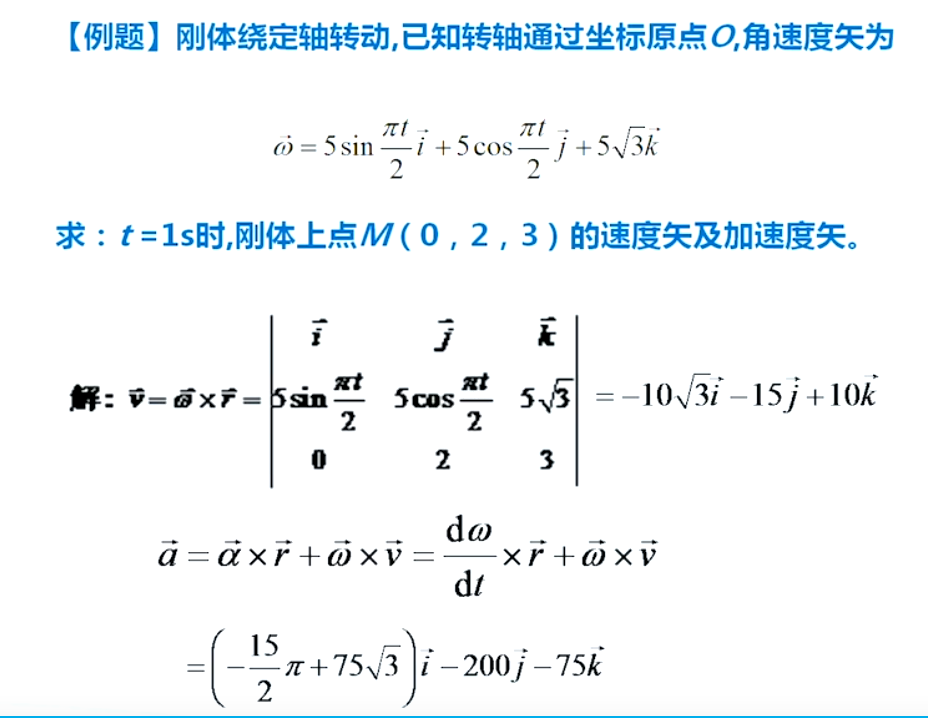 【例题】刚体绕定轴转动,已知转轴通过坐标原点O,角速度矢为
$\vec{\omega} = 5\sin\frac{\pi t}{2}\vec{i} + 5\cos\frac{\pi t}{2}\vec{j} + 5\sqrt{3}\vec{k}$
求：t=1s时,刚体上点M（0，2，3）的速度矢及加速度矢。
解: $\vec{v} = \vec{\omega} \times \vec{r} = \begin{vmatrix} \vec{i} & \vec{j} & \vec{k} \\ 5\sin\frac{\pi t}{2} & 5\cos\frac{\pi t}{2} & 5\sqrt{3} \\ 0 & 2 & 3 \end{vmatrix} = -10\sqrt{3}\vec{i} - 15\vec{j} + 10\vec{k}$
$\vec{a} = \vec{\alpha} \times \vec{r} + \vec{\omega} \times \vec{v} = \frac{\mathrm{d}\omega}{\mathrm{d}t} \times \vec{r} + \vec{\omega} \times \vec{v}$
$= \left(-\frac{15}{2}\pi + 75\sqrt{3}\right)\vec{i} - 200\vec{j} - 75\vec{k}$